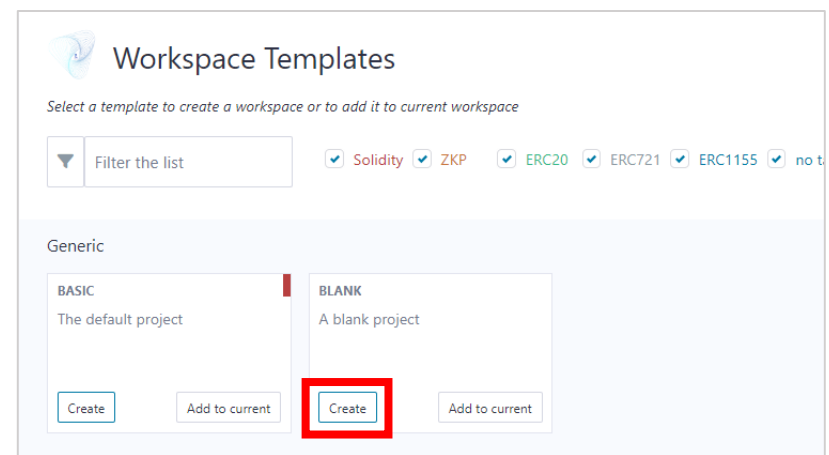 Workspace Templates
Select a template to create a workspace or to add it to current workspace
Filter the list
Solidity ZKP ERC20 ERC721 ERC1155 no
Generic
BASIC
The default project
Create Add to current
BLANK
A blank project
Create Add to current